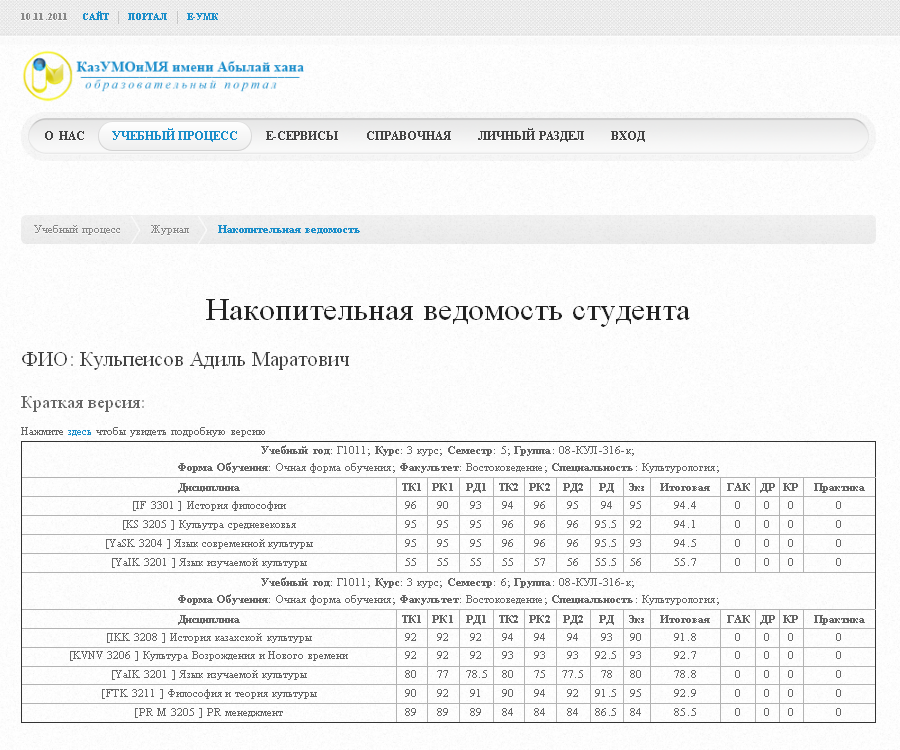 10.11.2011 САЙТ ПОРТАЛ Е-УМК
КазУМОиМЯ имени Абылай хана
образовательный портал
О НАС УЧЕБНЫЙ ПРОЦЕСС Е-СЕРВИСЫ СПРАВОЧНАЯ ЛИЧНЫЙ РАЗДЕЛ ВХОД
Учебный процесс Журнал Накопительная ведомость
Накопительная ведомость студента
ФИО: Кульпеисов Адиль Маратович
Краткая версия:
Нажмите здесь чтобы увидеть подробную версию
Учебный год: Г1011; Курс: 3 курс; Семестр: 5; Группа: 08-КУЛ-316-к;
Форма Обучения: Очная форма обучения; Факультет: Востоковедение; Специальность: Культурология;
Дисциплина ТК1 РК1 РД1 ТК2 РК2 РД2 РД Экз Итоговая ГАК ДР КР Практика
[IF 3301 ] История философии 96 90 93 94 96 95 94 95 94.4 0 0 0 0
[KS 3205 ] Культура средневековья 95 95 95 96 96 96 95.5 92 94.1 0 0 0 0
[YaSK 3204 ] Язык современной культуры 95 95 95 96 96 96 95.5 93 94.5 0 0 0 0
[YaIK 3201 ] Язык изучаемой культуры 55 55 55 55 57 56 55.5 56 55.7 0 0 0 0
Учебный год: Г1011; Курс: 3 курс; Семестр: 6; Группа: 08-КУЛ-316-к;
Форма Обучения: Очная форма обучения; Факультет: Востоковедение; Специальность: Культурология;
Дисциплина ТК1 РК1 РД1 ТК2 РК2 РД2 РД Экз Итоговая ГАК ДР КР Практика
[IKK 3208 ] История казахской культуры 92 92 92 94 94 94 93 90 91.8 0 0 0 0
[KVNV 3206 ] Культура Возрождения и Нового времени 92 92 92 93 93 93 92.5 93 92.7 0 0 0 0
[YaIK 3201 ] Язык изучаемой культуры 80 77 78.5 80 75 77.5 78 80 78.8 0 0 0 0
[FTK 3211 ] Философия и теория культуры 90 92 91 90 94 92 91.5 95 92.9 0 0 0 0
[PR M 3205 ] PR менеджмент 89 89 89 84 84 84 86.5 84 85.5 0 0 0 0